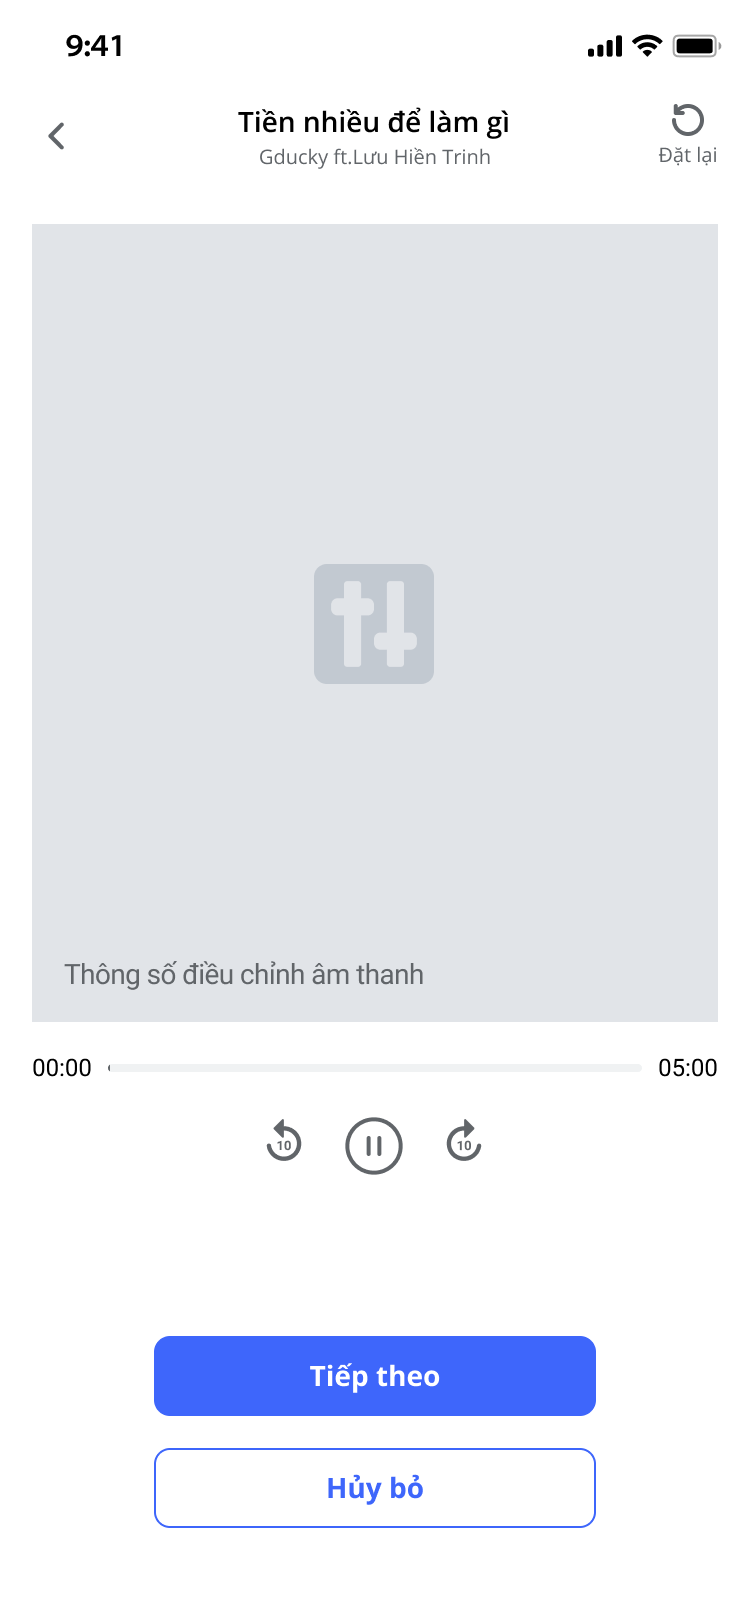 9:41
Tiền nhiều để làm gì
Gducky ft.Lưu Hiền Trinh
Đặt lại
Thông số điều chỉnh âm thanh
00:00
05:00
10
10
Tiếp theo
Hủy bỏ